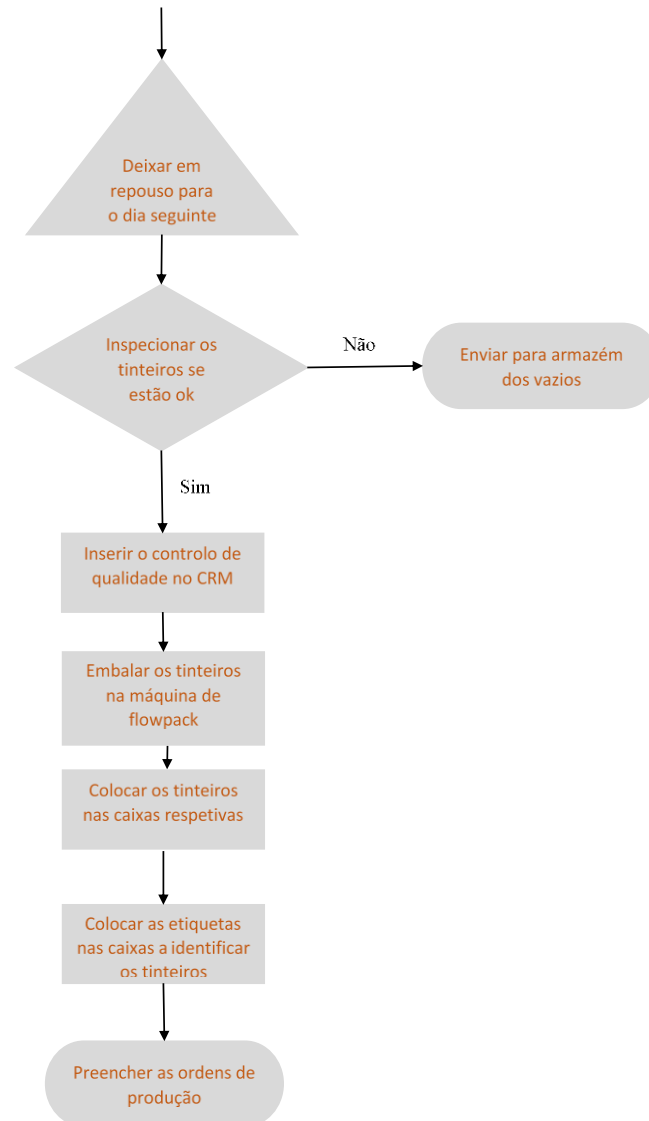 Deixar em
repouso para
o dia seguinte
Inspecionar os
tinteiros se
estão ok
Não
Enviar para armazém
dos vazios
Sim
Inserir o controlo de
qualidade no CRM
Embalar os tinteiros
na máquina de
flowpack
Colocar os tinteiros
nas caixas respetivas
Colocar as etiquetas
nas caixas a identificar
os tinteiros
Preencher as ordens de
produção